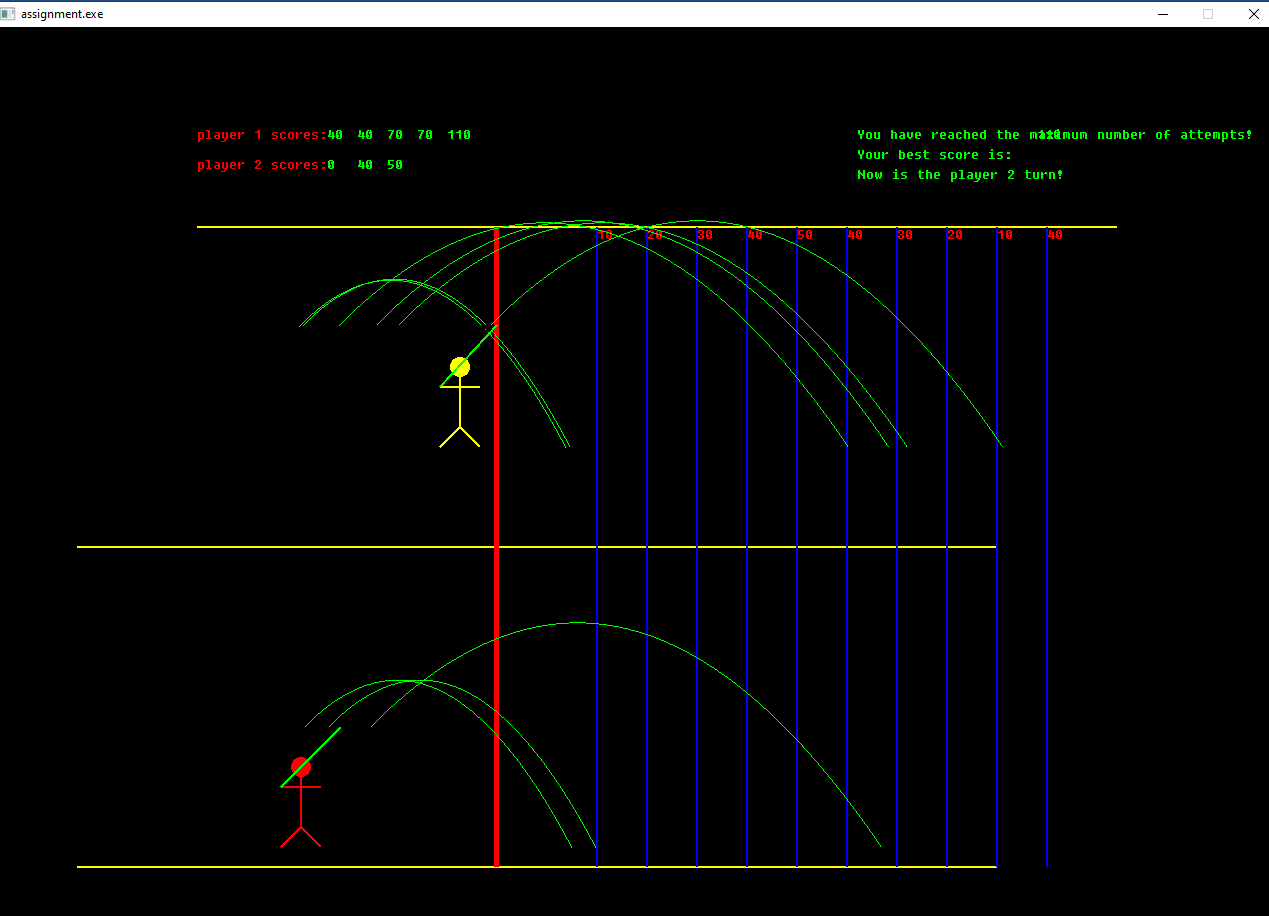 assignment.exe
player 1 scores:40 40 70 70 110
You have reached the maximum number of attempts!
110
player 2 scores:0 40 50
Your best score is:
Now is the player 2 turn!
10 20 30 40 50 40 30 20 10 40